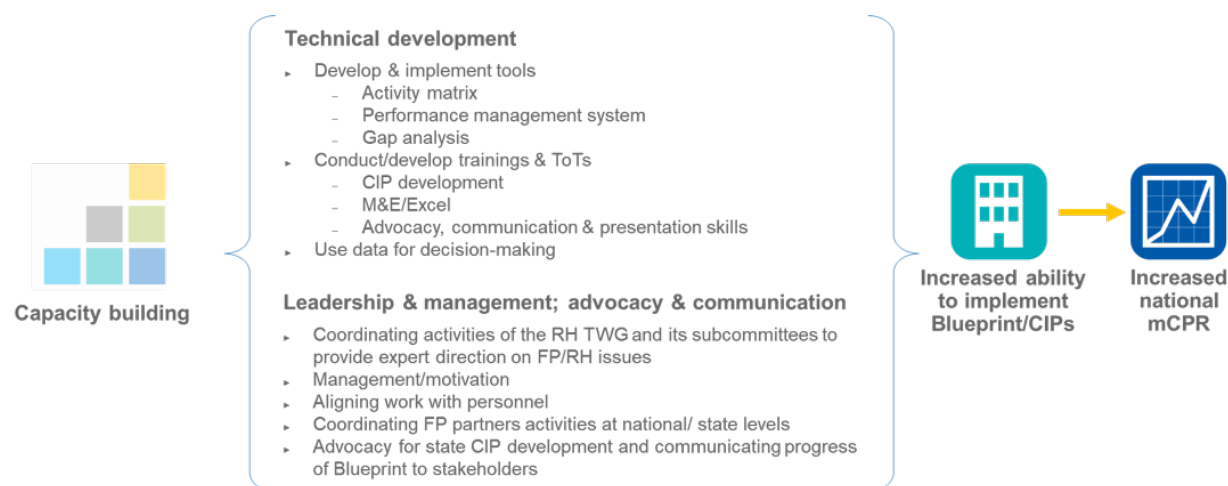 Capacity building
Technical development
▸ Develop & implement tools
– Activity matrix
– Performance management system
– Gap analysis
▸ Conduct/develop trainings & ToTs
– CIP development
– M&E/Excel
– Advocacy, communication & presentation skills
▸ Use data for decision-making
Leadership & management; advocacy & communication
▸ Coordinating activities of the RH TWG and its subcommittees to
provide expert direction on FP/RH issues
▸ Management/motivation
▸ Aligning work with personnel
▸ Coordinating FP partners activities at national/ state levels
▸ Advocacy for state CIP development and communicating progress
of Blueprint to stakeholders
Increased ability
to implement
Blueprint/CIPs
Increased
national
mCPR